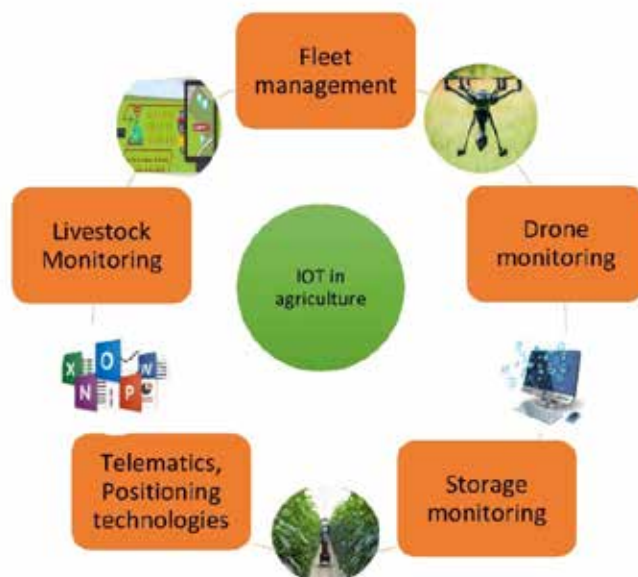 Fleet
management
Drone
monitoring
Storage
monitoring
Telematics,
Positioning
technologies
Livestock
Monitoring
IOT in
agriculture
X
N
O
P
W